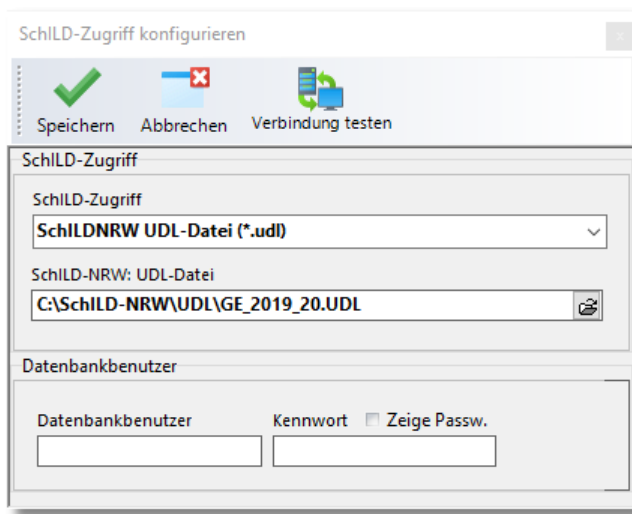 SchILD-Zugriff konfigurieren
x
Speichern Abbrechen Verbindung testen
SchILD-Zugriff
SchILD-Zugriff
SchILDNRW UDL-Datei (*.udl)
SchILD-NRW: UDL-Datei
C:\SchILD-NRW\UDL\GE_2019_20.UDL
Datenbankbenutzer
Datenbankbenutzer Kennwort Zeige Passw.